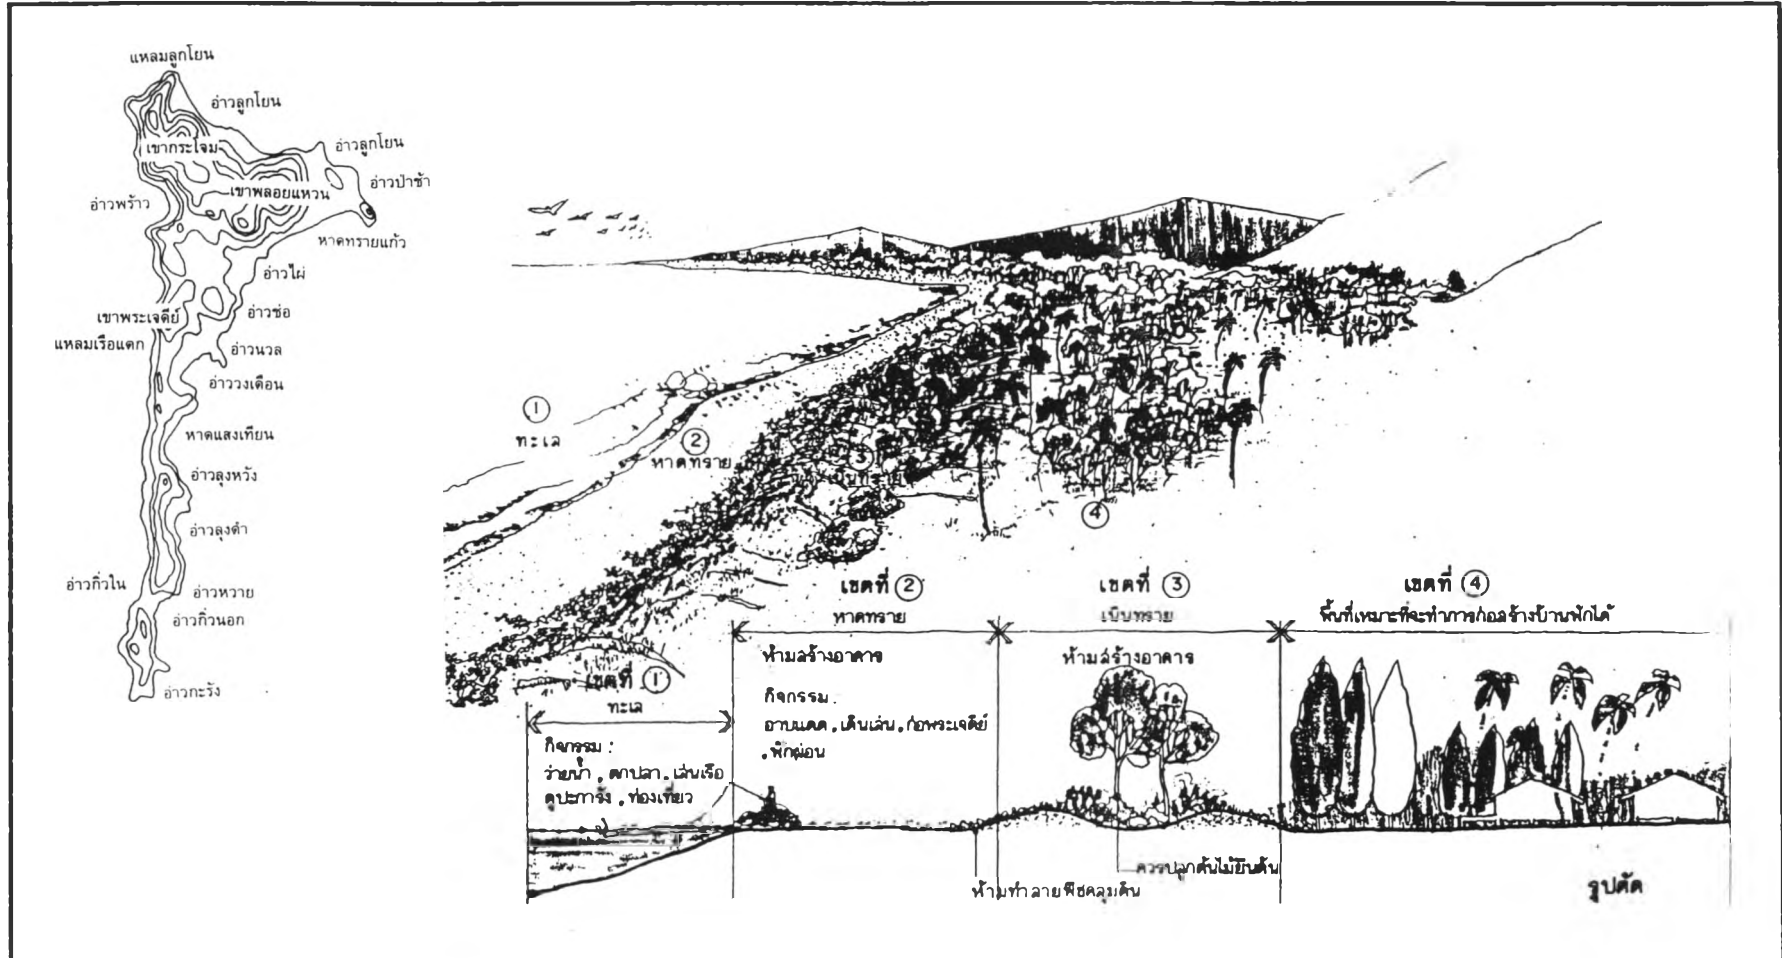 แหลมลูกโยน
อ่าวลูกโยน
เขากระโจม
อ่าวลูกโยน
เขาพลอยแหวน
อ่าวป่าช้า
อ่าวพร้าว
หาดทรายแก้ว
อ่าวไผ่
เขาพระเจดีย์
อ่าวช่อ
แหลมเรือแตก
อ่าวนวล
อ่าววงเดือน
หาดแสงเทียน
อ่าวลุงหวัง
อ่าวลุงดำ
อ่าวกิ่วใน
อ่าวหวาย
อ่าวกิ่วนอก
อ่าวกะรัง
1
ทะเล
2
หาดทราย
3
เนินทราย
4
เขตที่ 1
ทะเล
กิจกรรม :
ว่ายน้ำ , ตกปลา , เล่นเรือ
ดูปะการัง , ท่องเที่ยว
เขตที่ 2
หาดทราย
ห้ามสร้างอาคาร
กิจกรรม :
อาบแดด , เดินเล่น , ก่อพระเจดีย์
, พักผ่อน
เขตที่ 3
เนินทราย
ห้ามสร้างอาคาร
เขตที่ 4
พื้นที่เหมาะที่จะทำการก่อสร้างบ้านพักได้
ควรปลูกต้นไม้ยืนต้น
ห้ามทำลายพืชคลุมดิน
รูปตัด